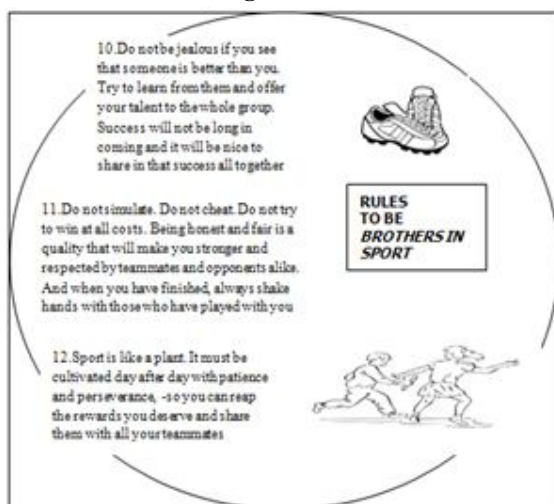 10.Do not be jealous if you see
that someone is better than you.
Try to learn from them and offer
your talent to the whole group.
Success will not be long in
coming and it will be nice to
share in that success all together
RULES
TO BE
BROTHERS IN
SPORT
11.Do not simulate. Do not cheat. Do not try
to win at all costs. Being honest and fair is a
quality that will make you stronger and
respected by teammates and opponents alike.
And when you have finished, always shake
hands with those who have played with you
12.Sport is like a plant. It must be
cultivated day after day with patience
and perseverance, -so you can reap
the rewards you deserve and share
them with all your teammates